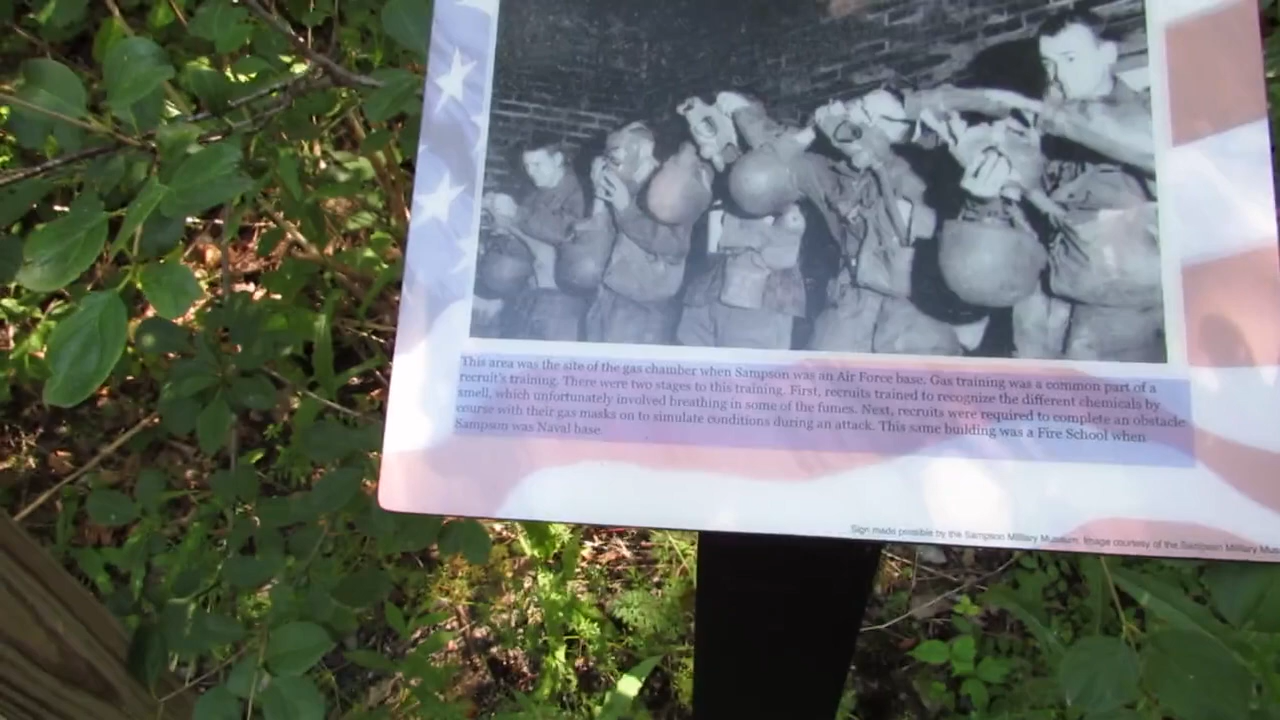 This area was the site of the gas chamber when Sampson was an Air Force base. Gas training was a common part of a
recruit's training. There were two stages to this training. First, recruits trained to recognize the different chemicals by
smell, which unfortunately involved breathing in some of the fumes. Next, recruits were required to complete an obstacle
course with their gas masks on to simulate conditions during an attack. This same building was a Fire School when
Sampson was Naval base.
Sign made possible by the Sampson Military Museum. Image courtesy of the Sampson Military